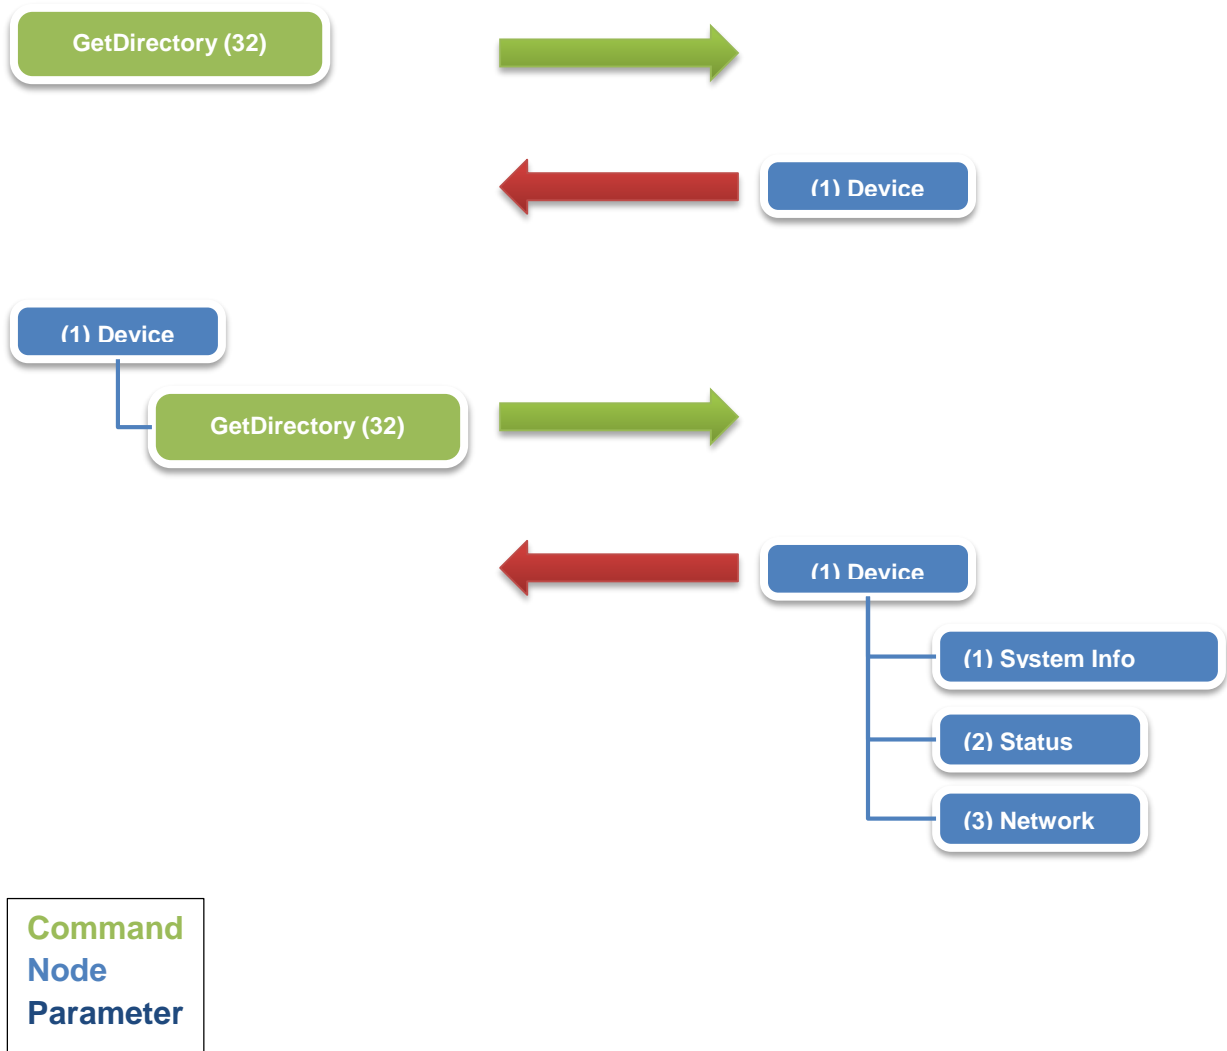 GetDirectory (32)
(1) Device
(1) Device
GetDirectory (32)
(1) Device
(1) System Info
(2) Status
(3) Network
Command
Node
Parameter